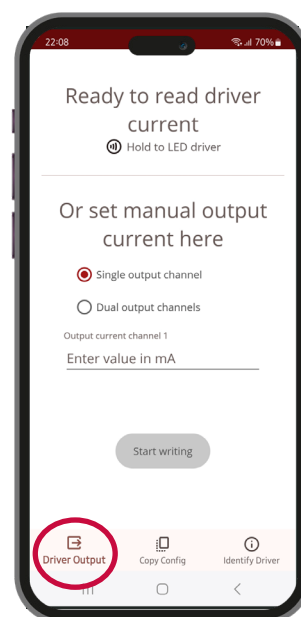 22:08 70%
Ready to read driver
current
Hold to LED driver
Or set manual output
current here
Single output channel
Dual output channels
Output current channel 1
Enter value in mA
Start writing
Driver Output Copy Config Identify Driver